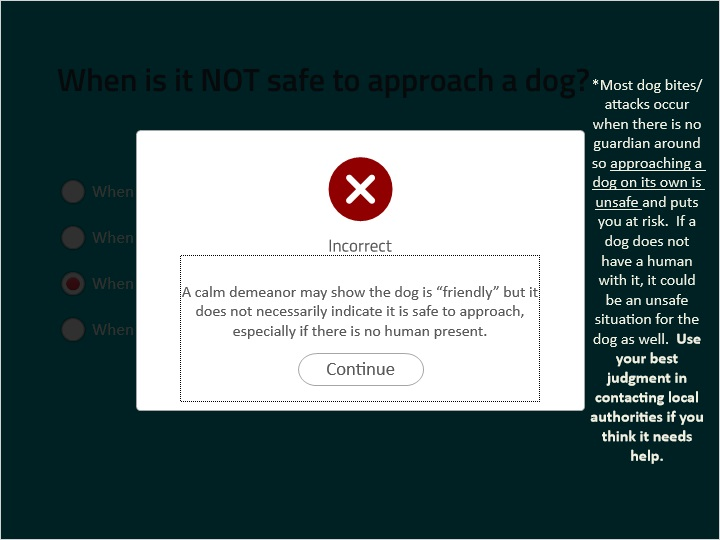 When is it NOT safe to approach a dog?
*Most dog bites/
attacks occur
when there is no
guardian around
so approaching a
dog on its own is
unsafe and puts
you at risk.  If a
dog does not
have a human
with it, it could
be an unsafe
situation for the
dog as well.  Use
your best
judgment in
contacting local
authorities if you
think it needs
help.
When
When
When
When
Incorrect
A calm demeanor may show the dog is “friendly” but it
does not necessarily indicate it is safe to approach,
especially if there is no human present.
Continue